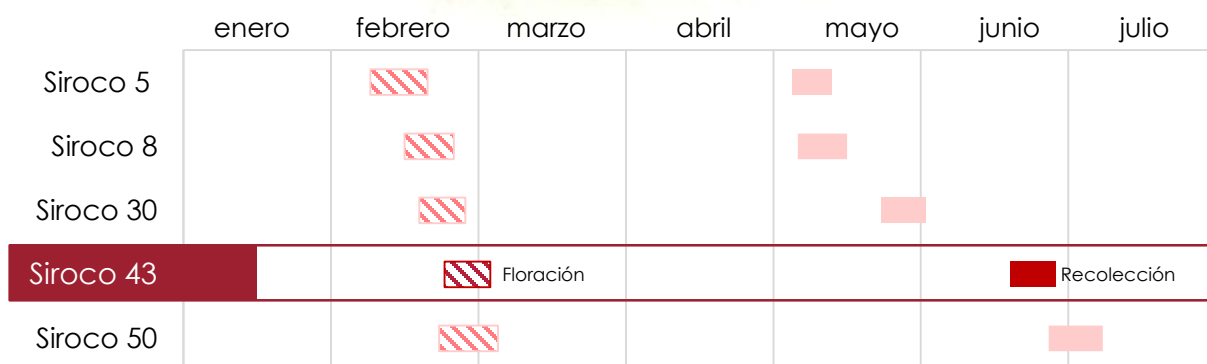 enero febrero marzo abril mayo junio julio
Siroco 5
Siroco 8
Siroco 30
Siroco 43 Floración Recolección
Siroco 50